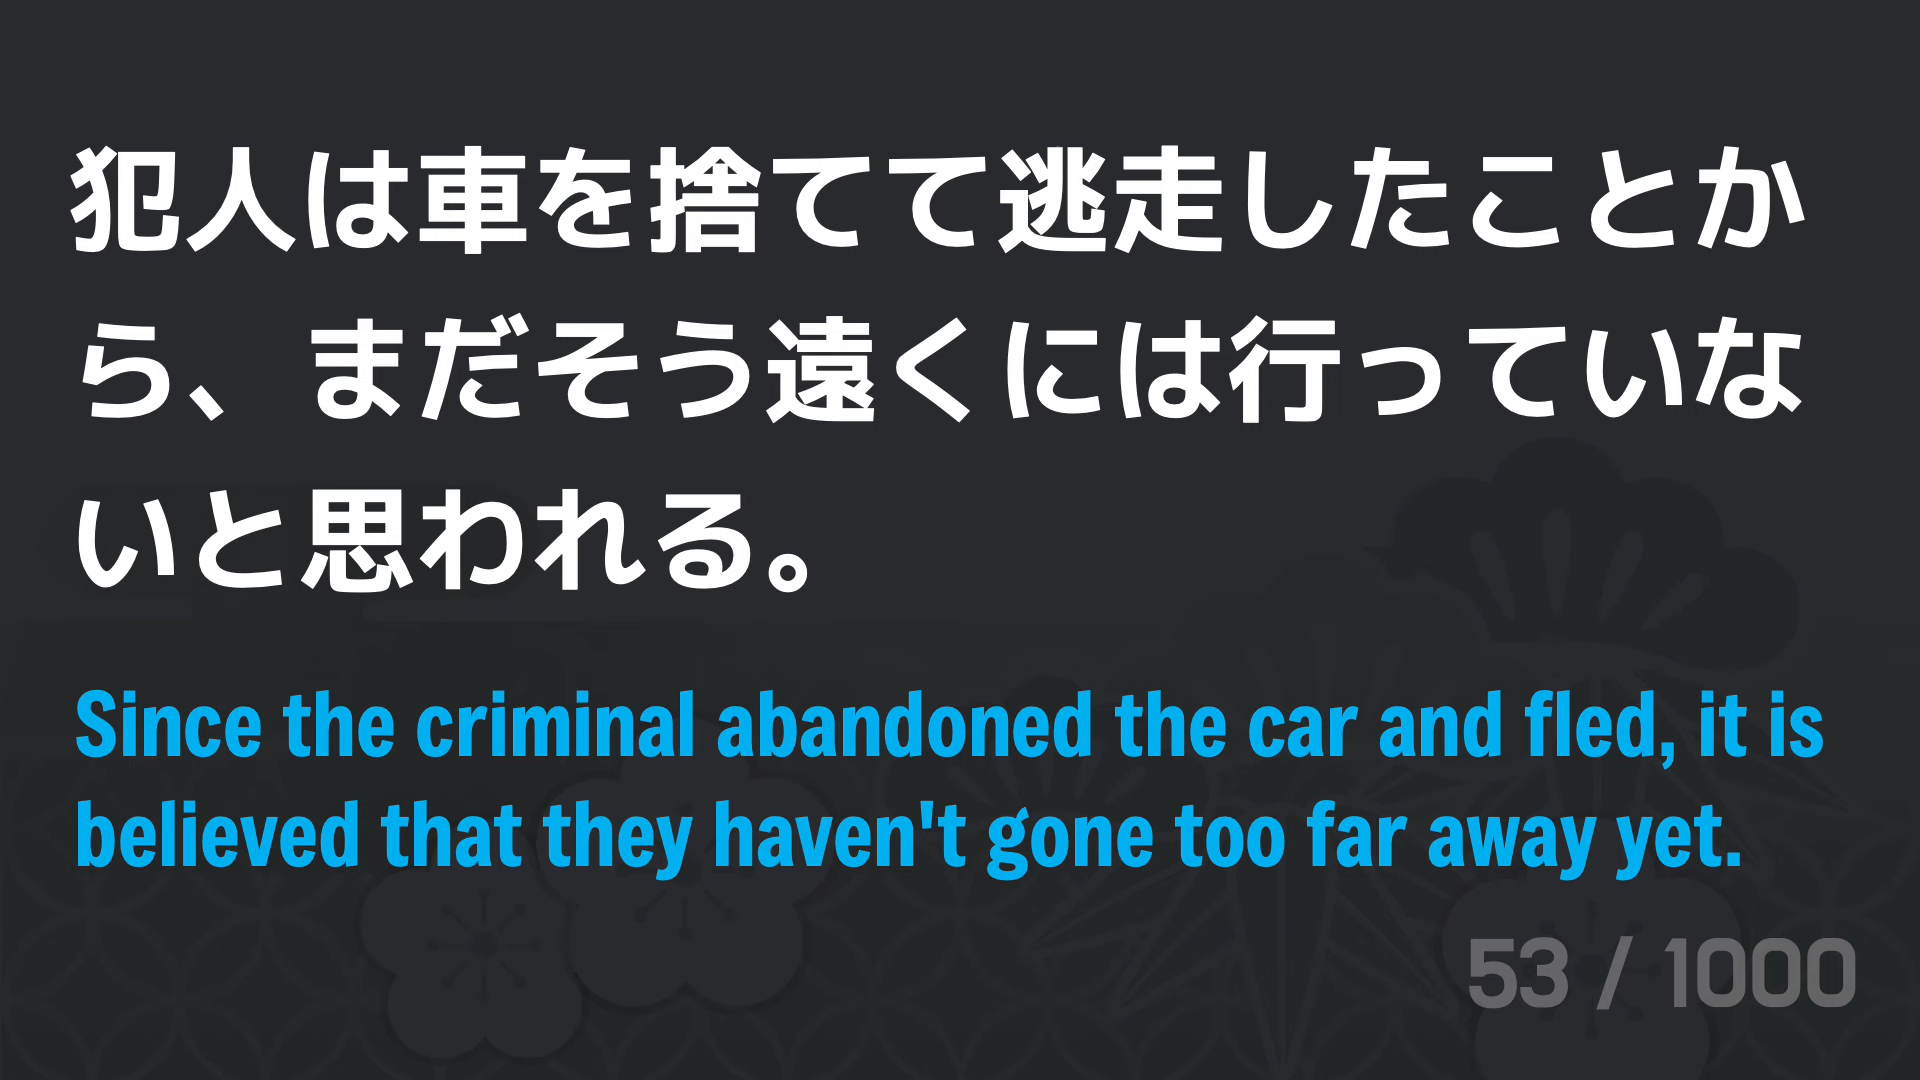 犯人は車を捨てて逃走したことか
ら、まだそう遠くには行っていな
いと思われる。
Since the criminal abandoned the car and fled, it is
believed that they haven't gone too far away yet.
53 / 1000